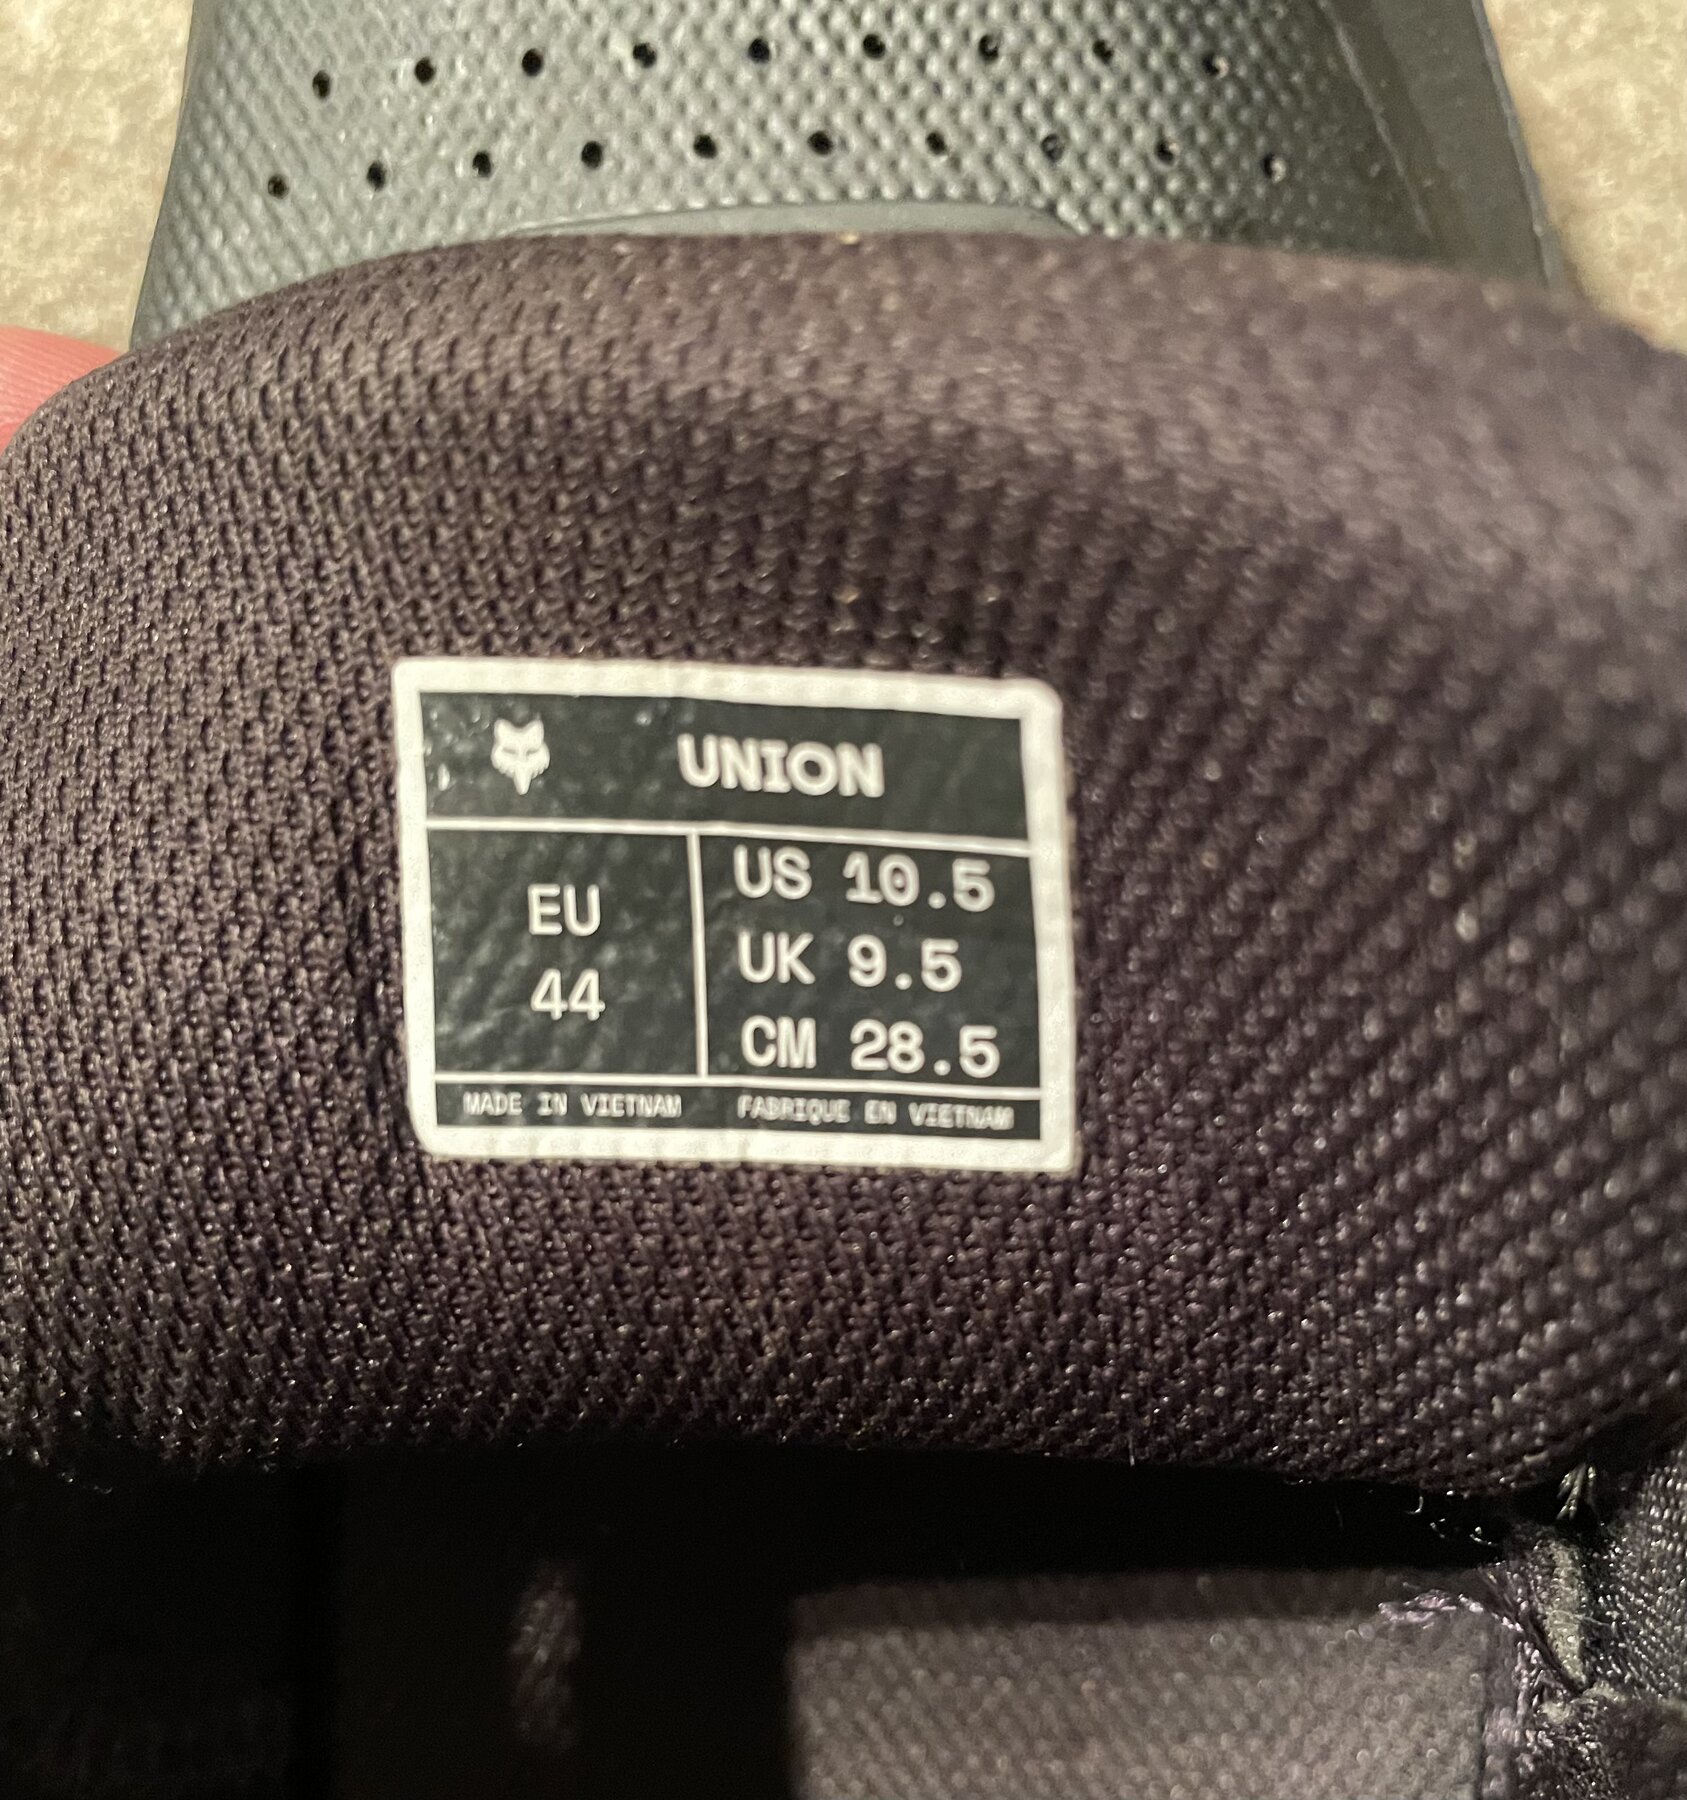 UNION
EU
44
US 10.5
UK 9.5
CM 28.5
MADE IN VIETNAM FABRIQUE EN VIETNAM